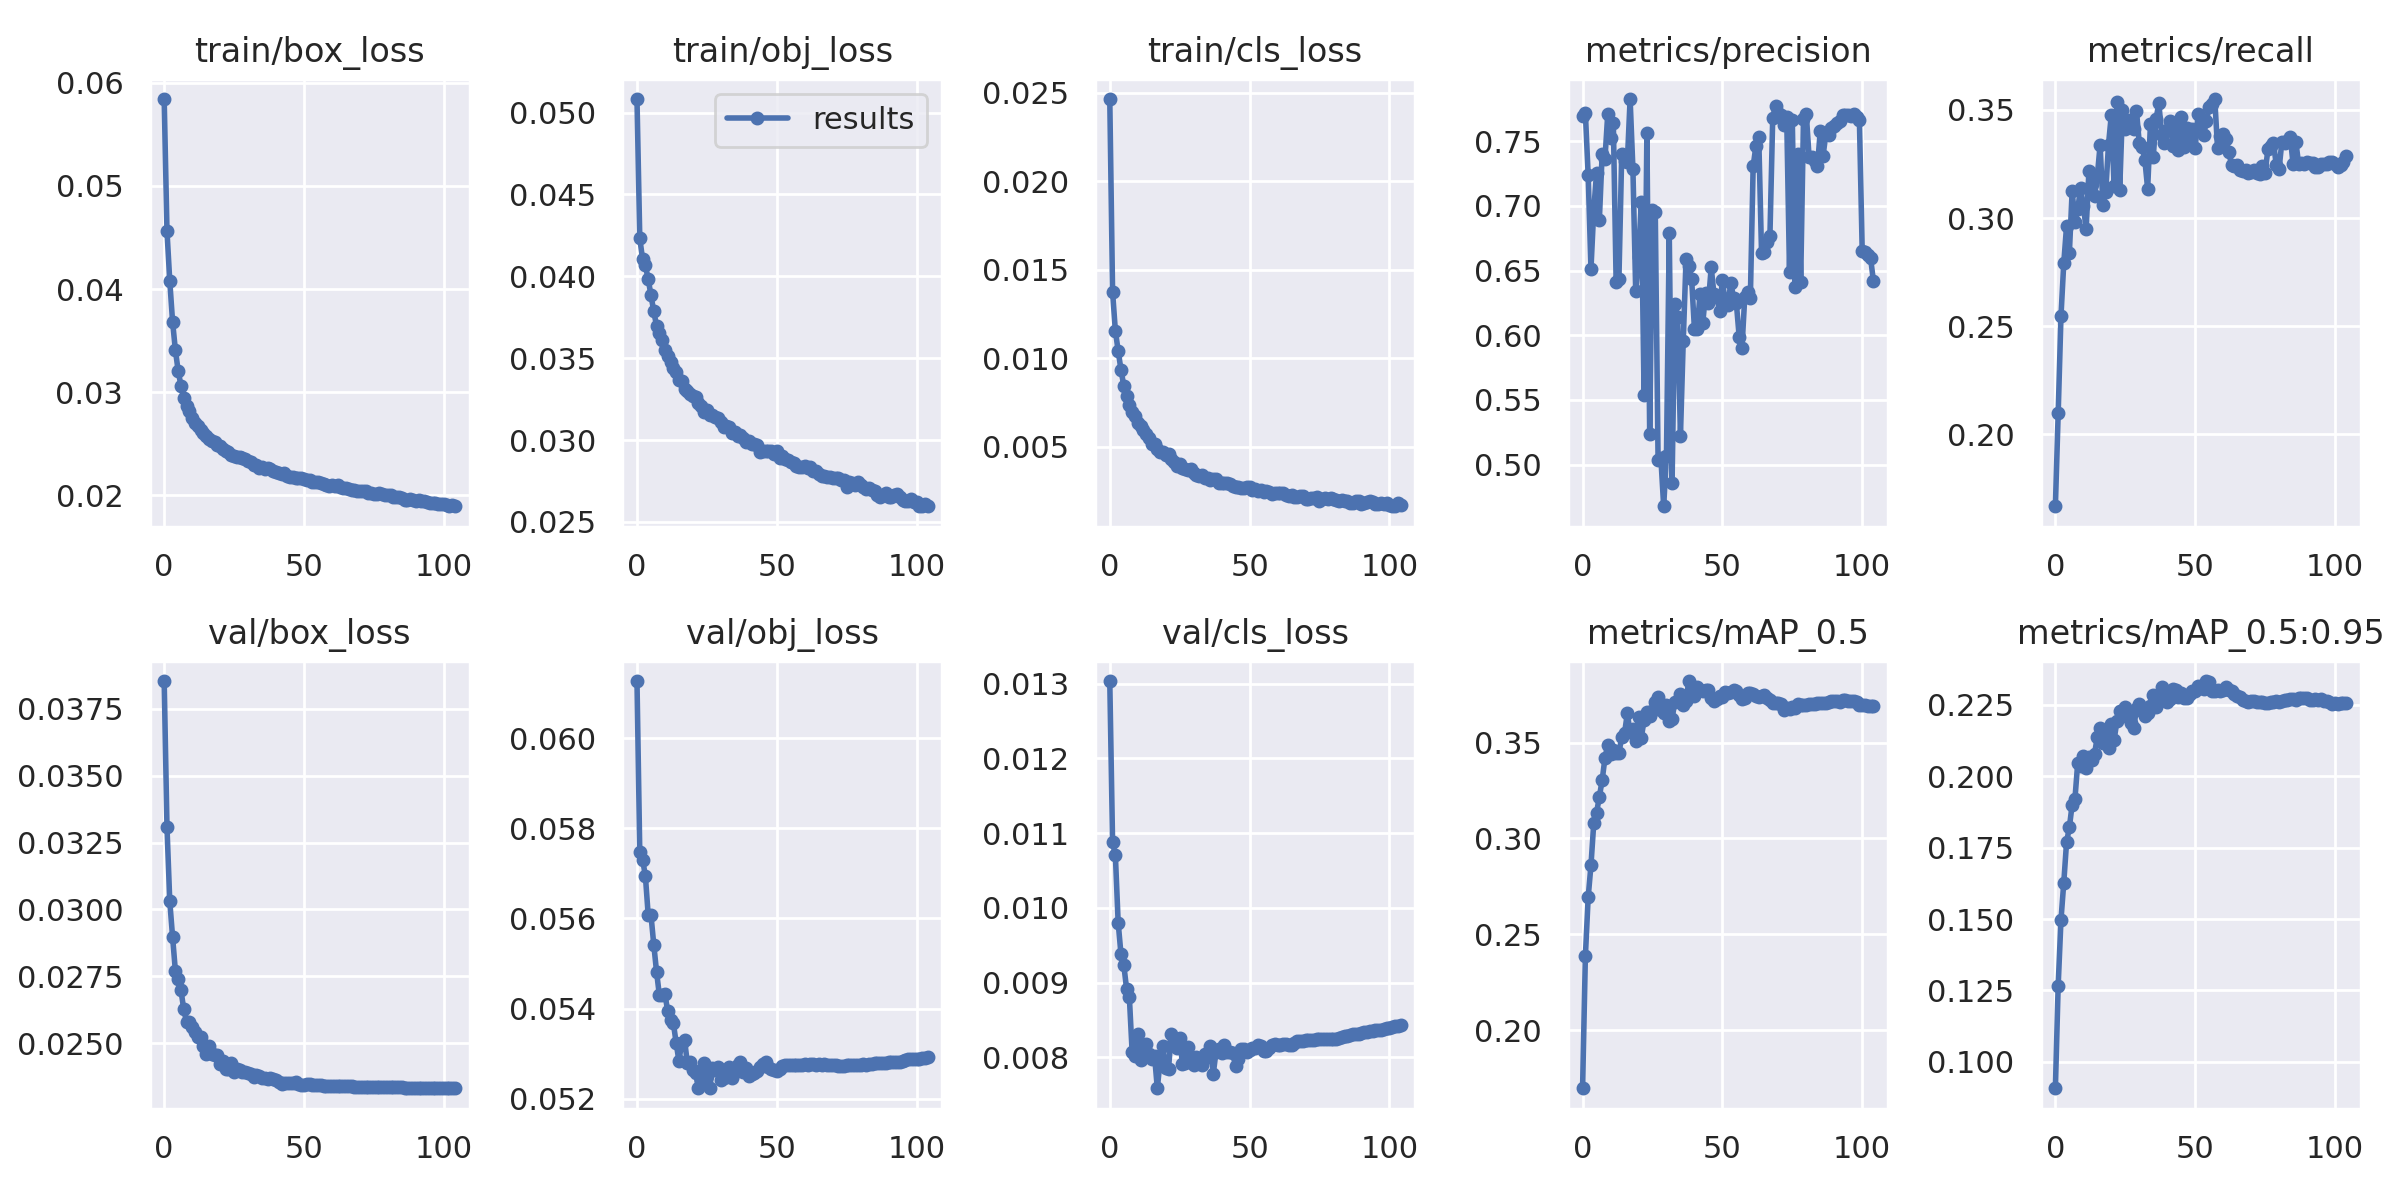 train/box_loss
0.06
0.05
0.04
0.03
0.02
0 50 100
train/obj_loss
results
0.050
0.045
0.040
0.035
0.030
0.025
0 50 100
train/cls_loss
0.025
0.020
0.015
0.010
0.005
0 50 100
metrics/precision
0.75
0.70
0.65
0.60
0.55
0.50
0 50 100
metrics/recall
0.35
0.30
0.25
0.20
0 50 100
val/box_loss
0.0375
0.0350
0.0325
0.0300
0.0275
0.0250
0 50 100
val/obj_loss
0.060
0.058
0.056
0.054
0.052
0 50 100
val/cls_loss
0.013
0.012
0.011
0.010
0.009
0.008
0 50 100
metrics/mAP_0.5
0.35
0.30
0.25
0.20
0 50 100
metrics/mAP_0.5:0.95
0.225
0.200
0.175
0.150
0.125
0.100
0 50 100